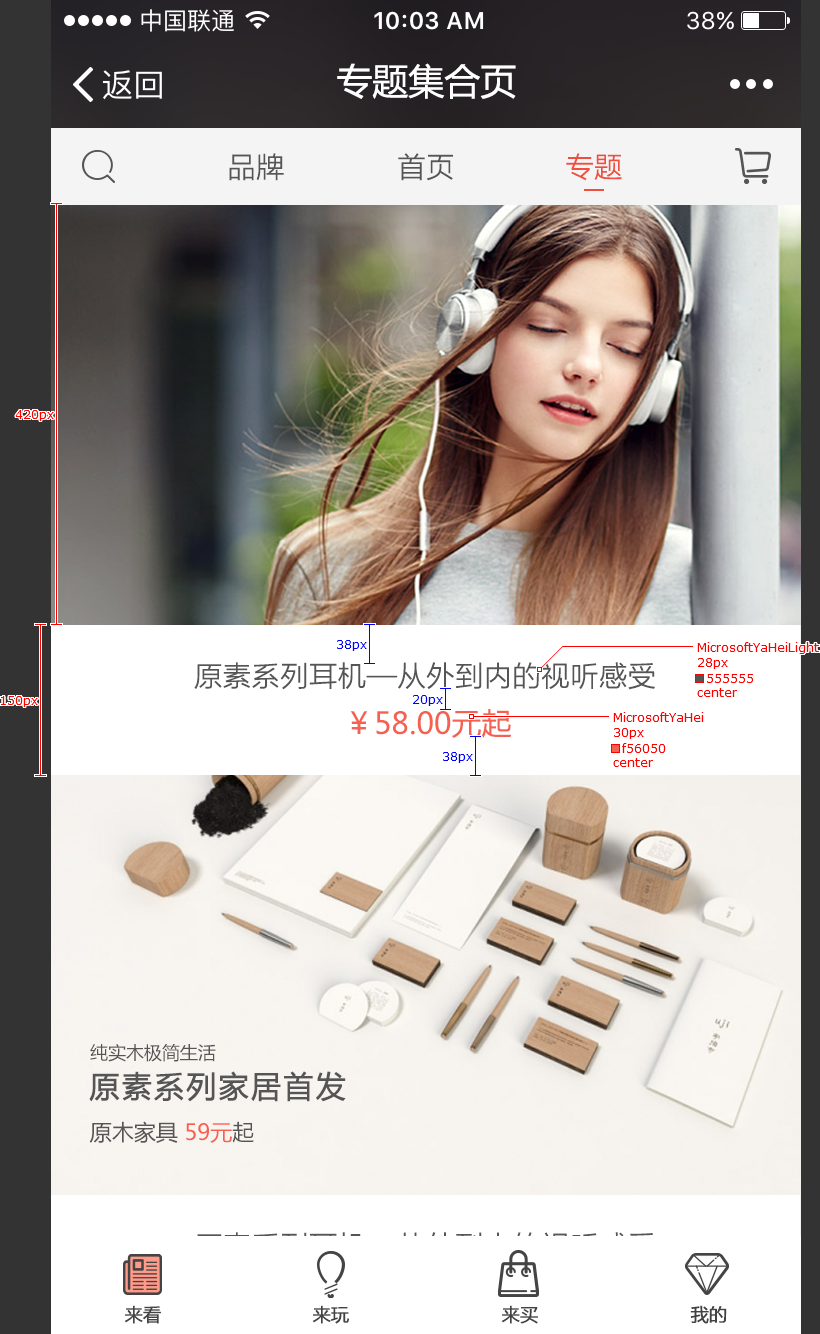 中国联通 10:03 AM 38%
返回 专题集合页
品牌 首页 专题
420px
38px
MicrosoftYaHeiLight
原素系列耳机—从外到内的视听感受
28px
555555
center
150px
20px
MicrosoftYaHei
¥ 58.00元起
30px
f56050
center
38px
纯实木极简生活
原素系列家居首发
原木家具 59元起
来看 来玩 来买 我的